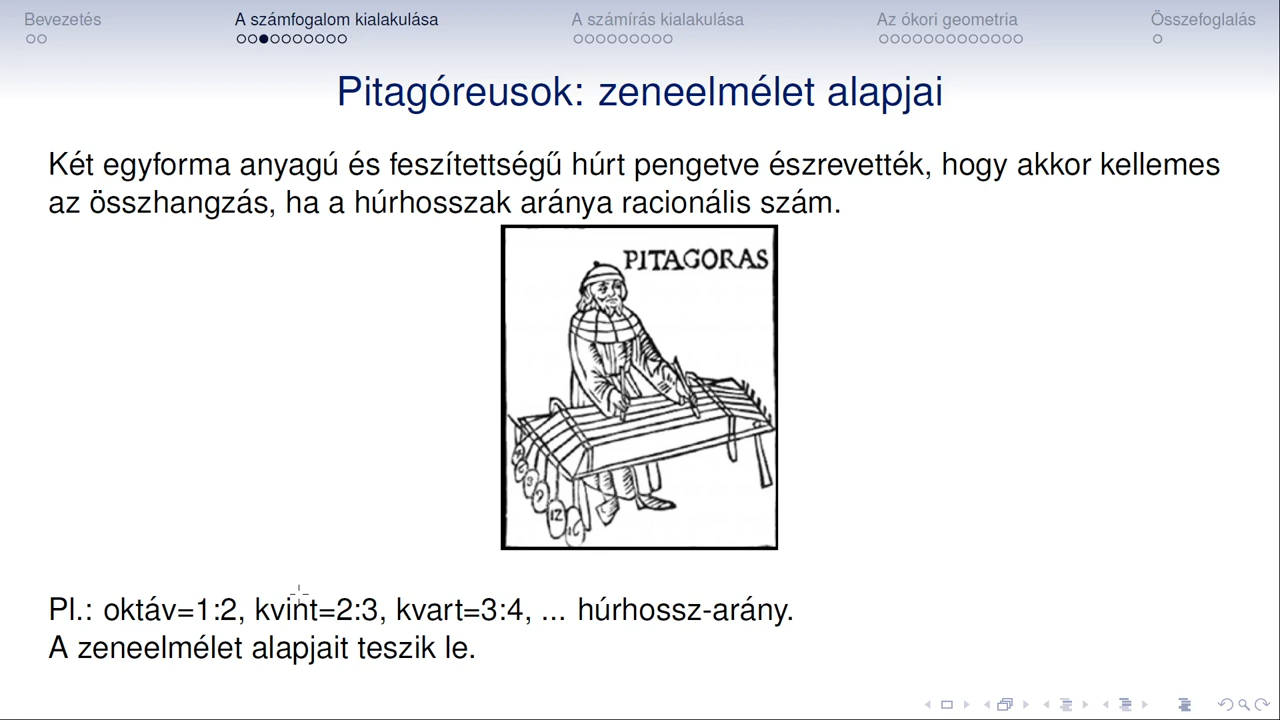 Bevezetés
A számfogalom kialakulása
A számírás kialakulása
Az ókori geometria
Összefoglalás
Pitagóreusok: zeneelmélet alapjai
Két egyforma anyagú és feszítettségű húrt pengetve észrevették, hogy akkor kellemes
az összhangzás, ha a húrhosszak aránya racionális szám.
PITAGORAS
12
16
Pl.: oktáv=1:2, kvint=2:3, kvart=3:4, ... húrhossz-arány.
A zeneelmélet alapjait teszik le.